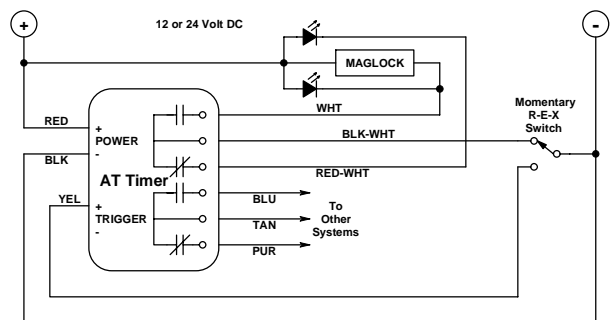 +
12 or 24 Volt DC
-
MAGLOCK
WHT
Momentary
R-E-X
Switch
RED
+
POWER
-
BLK
BLK-WHT
RED-WHT
AT Timer
YEL
+
TRIGGER
-
BLU
TAN
PUR
To
Other
Systems